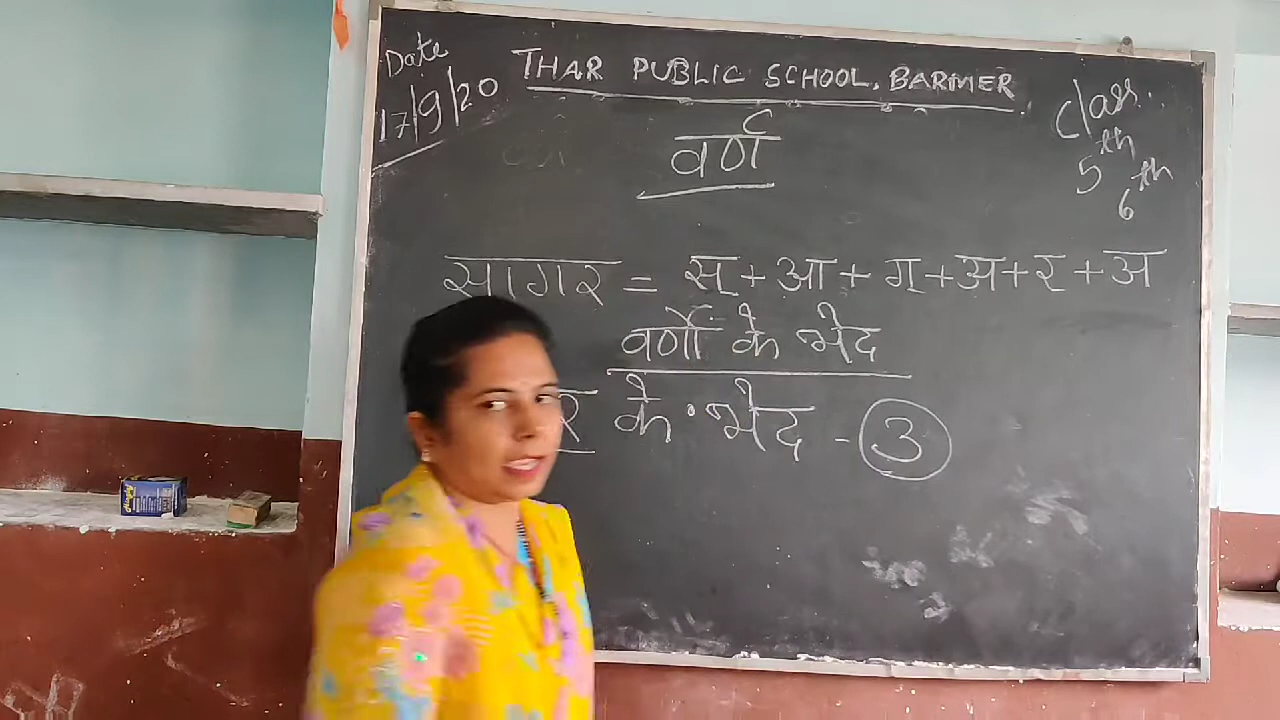 Date
17/9/20
THAR PUBLIC SCHOOL, BARMER
Class..
5th
6th
वर्ण
सागर = स् + आ + ग् + अ + र् + अ
वर्णों के भेद
र के भेद - 3